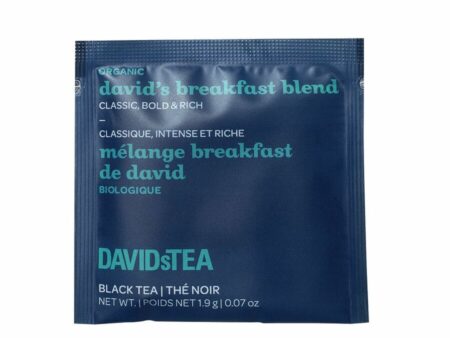 ORGANIC
david's breakfast blend
CLASSIC, BOLD & RICH
–
CLASSIQUE, INTENSE ET RICHE
mélange breakfast
de david
BIOLOGIQUE
DAVIDsTEA
BLACK TEA | THÉ NOIR
NET WT. | POIDS NET 1.9 g | 0.07 oz